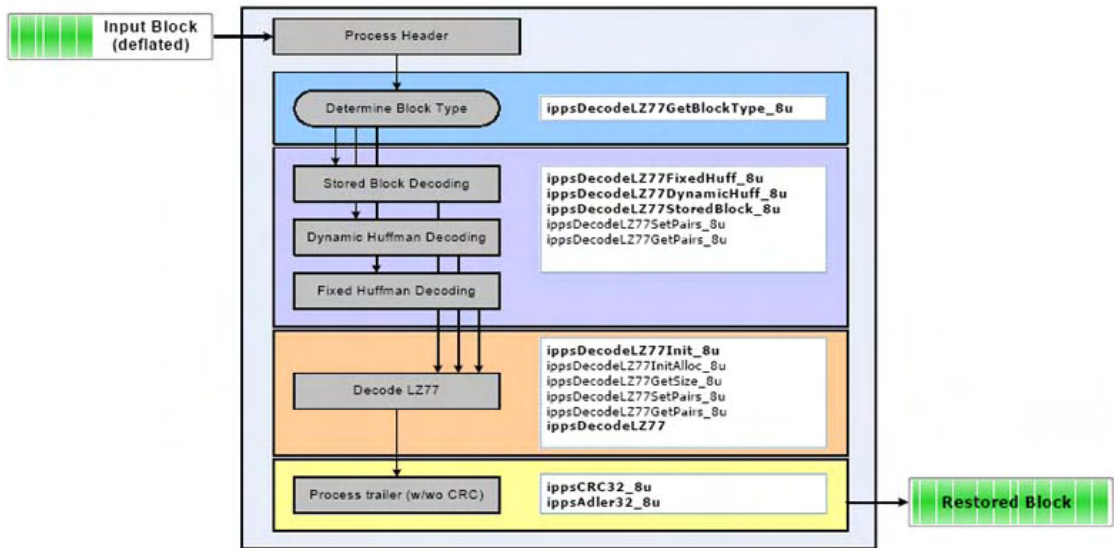 Input Block
(deflated)
Process Header
Determine Block Type
ippsDecodeLZ77GetBlockType_8u
Stored Block Decoding
Dynamic Huffman Decoding
Fixed Huffman Decoding
ippsDecodeLZ77FixedHuff_8u
ippsDecodeLZ77DynamicHuff_8u
ippsDecodeLZ77StoredBlock_8u
ippsDecodeLZ77SetPairs_8u
ippsDecodeLZ77GetPairs_8u
Decode LZ77
ippsDecodeLZ77Init_8u
ippsDecodeLZ77InitAlloc_8u
ippsDecodeLZ77GetSize_8u
ippsDecodeLZ77SetPairs_8u
ippsDecodeLZ77GetPairs_8u
ippsDecodeLZ77
Process trailer (w/wo CRC)
ippsCRC32_8u
ippsAdler32_8u
Restored Block